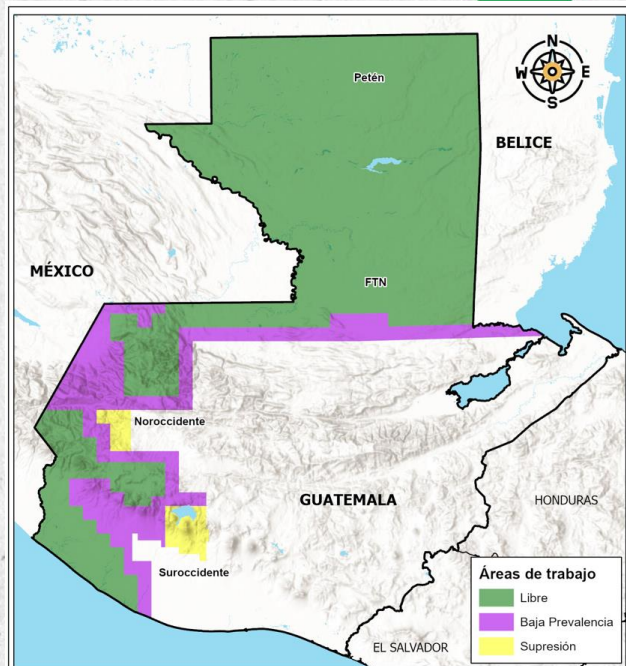 N
W E
S
Petén
BELICE
MÉXICO
FTN
Noroccidente
GUATEMALA
HONDURAS
Suroccidente
EL SALVADOR
Áreas de trabajo
Libre
Baja Prevalencia
Supresión